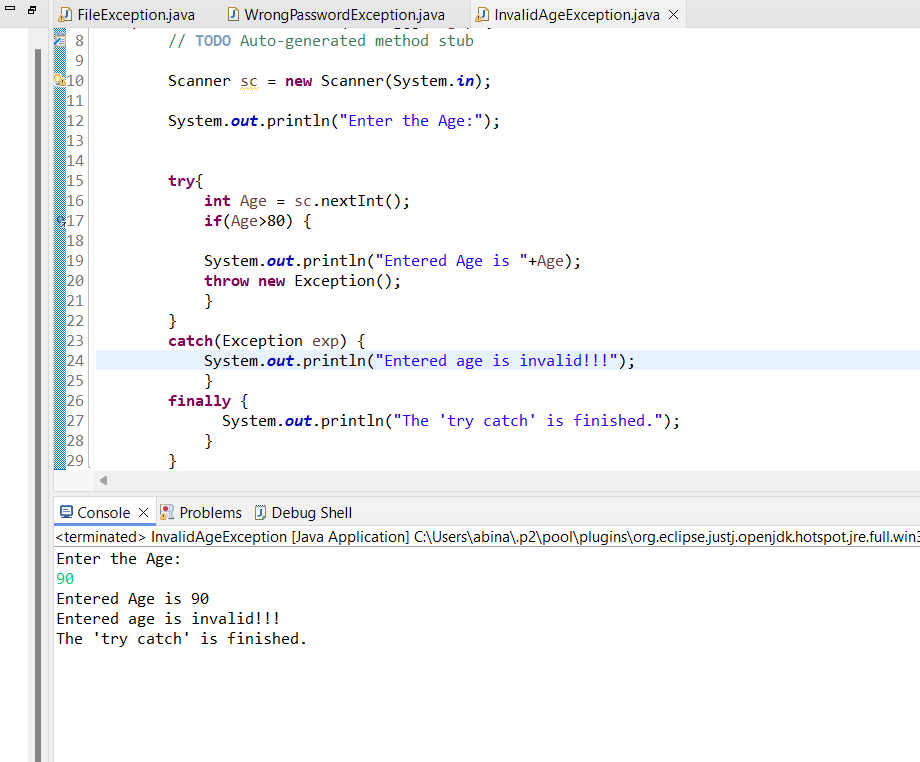 FileException.java WrongPasswordException.java InvalidAgeException.java
8 // TODO Auto-generated method stub
9
10 Scanner sc = new Scanner(System.in);
11
12 System.out.println("Enter the Age:");
13
14
15 try{
16 int Age = sc.nextInt();
17 if(Age>80) {
18
19 System.out.println("Entered Age is "+Age);
20 throw new Exception();
21 }
22 }
23 catch(Exception exp) {
24 System.out.println("Entered age is invalid!!!");
25 }
26 finally {
27 System.out.println("The 'try catch' is finished.");
28 }
29 }
Console Problems Debug Shell
<terminated> InvalidAgeException [Java Application] C:\Users\abina\.p2\pool\plugins\org.eclipse.justj.openjdk.hotspot.jre.full.win3
Enter the Age:
90
Entered Age is 90
Entered age is invalid!!!
The 'try catch' is finished.